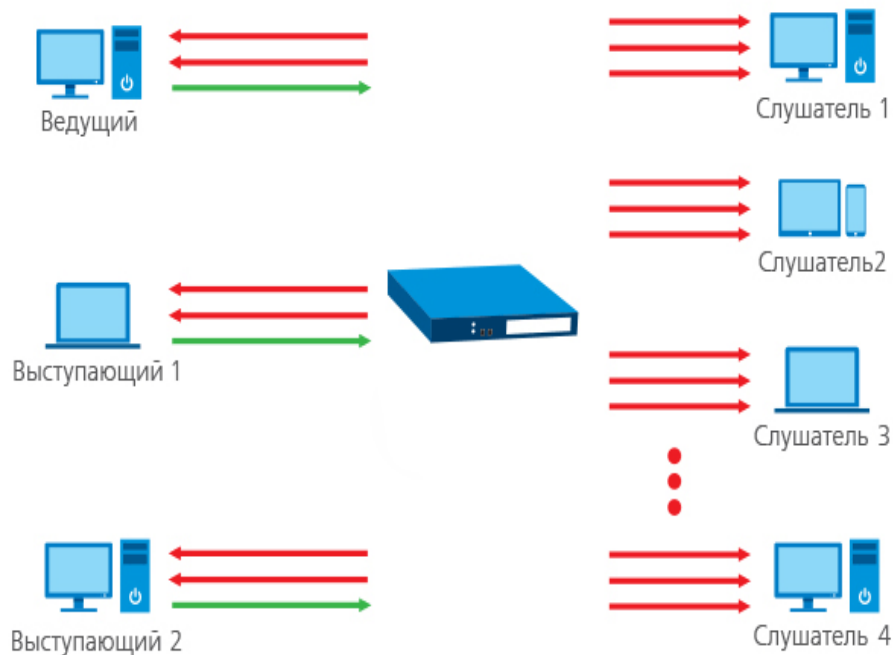 Ведущий
Слушатель 1
Слушатель2
Выступающий 1
Слушатель 3
Выступающий 2
Слушатель 4